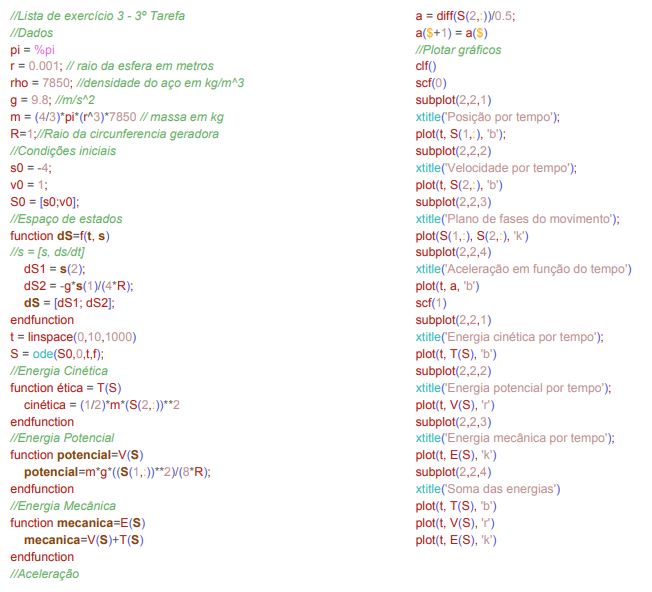 //Lista de exercício 3 - 3º Tarefa
//Dados
pi = %pi
r = 0.001; // raio da esfera em metros
rho = 7850; //densidade do aço em kg/m^3
g = 9.8; //m/s^2
m = (4/3)*pi*(r^3)*7850 // massa em kg
R=1;//Raio da circunferencia geradora
//Condições iniciais
s0 = -4;
v0 = 1;
S0 = [s0;v0];
//Espaço de estados
function dS=f(t, s)
//s = [s, ds/dt]
dS1 = s(2);
dS2 = -g*s(1)/(4*R);
dS = [dS1; dS2];
endfunction
t = linspace(0,10,1000)
S = ode(S0,0,t,f);
//Energia Cinética
function ética = T(S)
cinética = (1/2)*m*(S(2,:))**2
endfunction
//Energia Potencial
function potencial=V(S)
potencial=m*g*((S(1,:))**2)/(8*R);
endfunction
//Energia Mecânica
function mecanica=E(S)
mecanica=V(S)+T(S)
endfunction
//Aceleração
a = diff(S(2,:))/0.5;
a($+1) = a($)
//Plotar gráficos
clf()
scf(0)
subplot(2,2,1)
xtitle('Posição por tempo');
plot(t, S(1,:), 'b');
subplot(2,2,2)
xtitle('Velocidade por tempo');
plot(t, S(2,:), 'b')
subplot(2,2,3)
xtitle('Plano de fases do movimento');
plot(S(1,:), S(2,:), 'k')
subplot(2,2,4)
xtitle('Aceleração em função do tempo')
plot(t, a, 'b')
scf(1)
subplot(2,2,1)
xtitle('Energia cinética por tempo');
plot(t, T(S), 'b')
subplot(2,2,2)
xtitle('Energia potencial por tempo');
plot(t, V(S), 'r')
subplot(2,2,3)
xtitle('Energia mecânica por tempo');
plot(t, E(S), 'k')
subplot(2,2,4)
xtitle('Soma das energias')
plot(t, T(S), 'b')
plot(t, V(S), 'r')
plot(t, E(S), 'k')